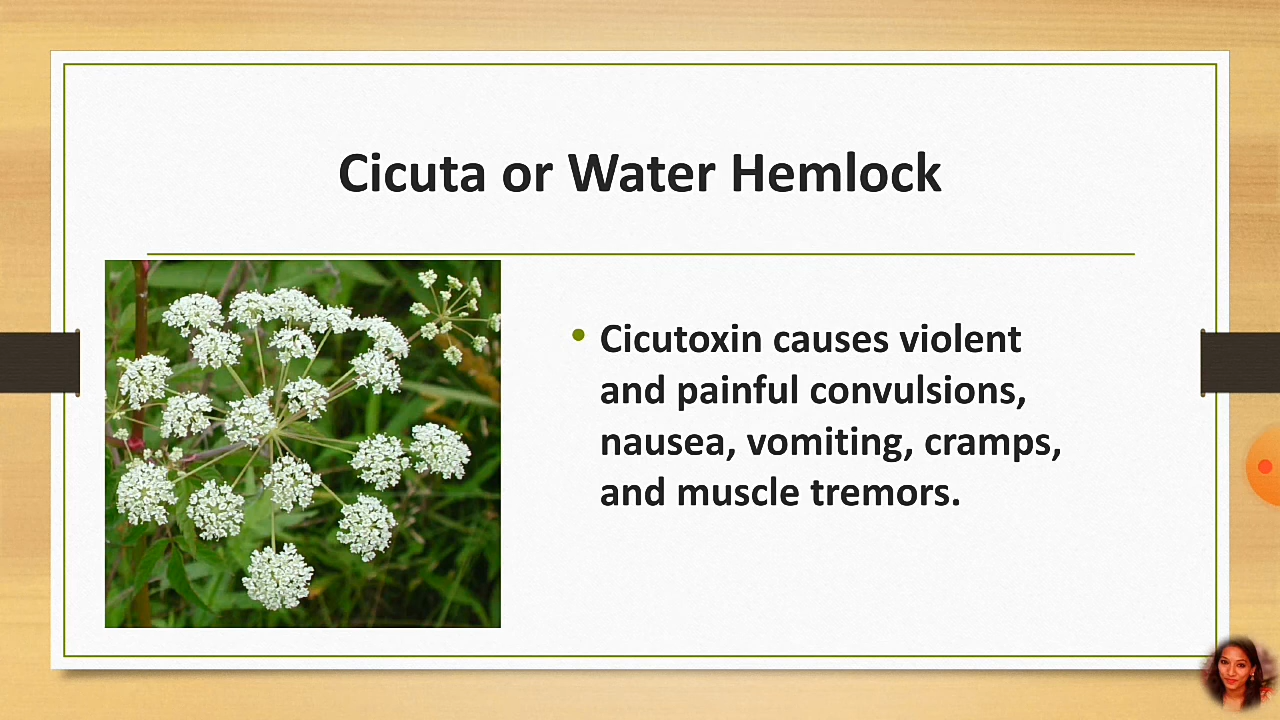 Cicuta or Water Hemlock
• Cicutoxin causes violent
and painful convulsions,
nausea, vomiting, cramps,
and muscle tremors.